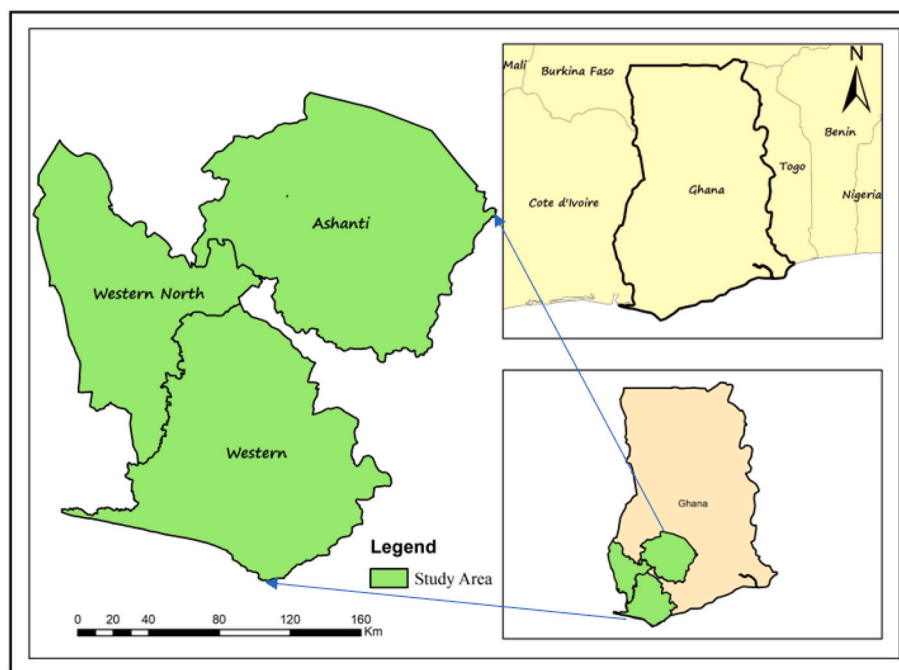 Mali
Burkina Faso
N
Benin
Togo
Ghana
Nigeria
Cote d'Ivoire
Ashanti
Western North
Western
Ghana
Legend
Study Area
0 20 40 80 120 160
Km